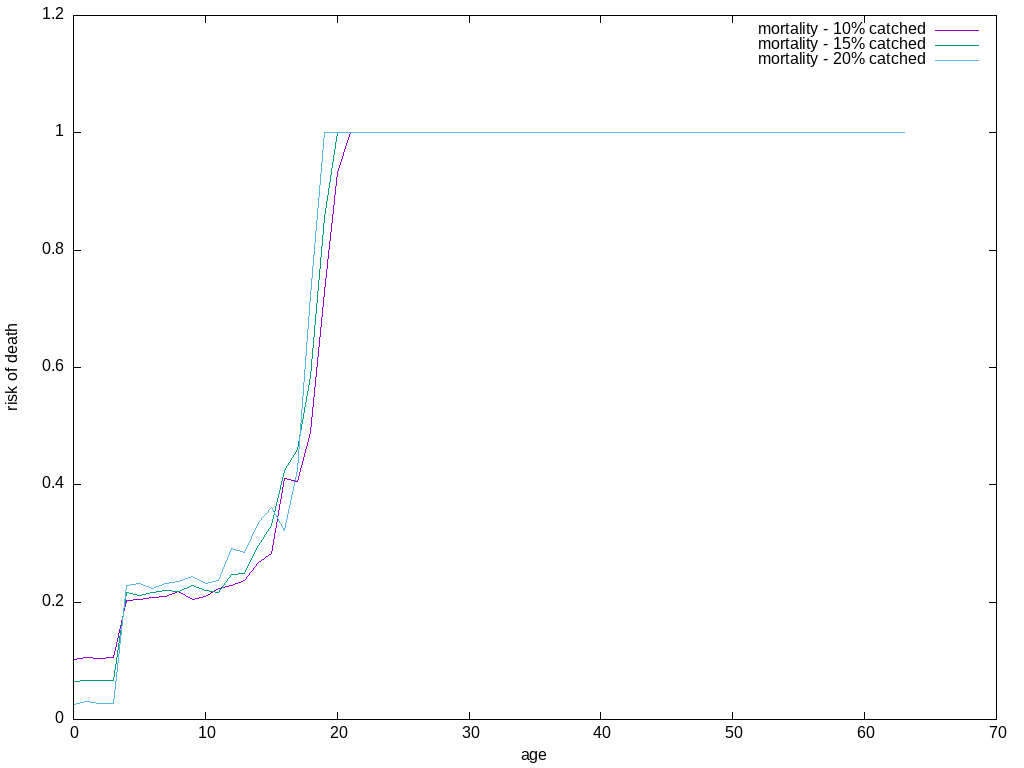 1.2
mortality - 10% catched
mortality - 15% catched
mortality - 20% catched
1
0.8
0.6
0.4
0.2
0
risk of death
0 10 20 30 40 50 60 70
age